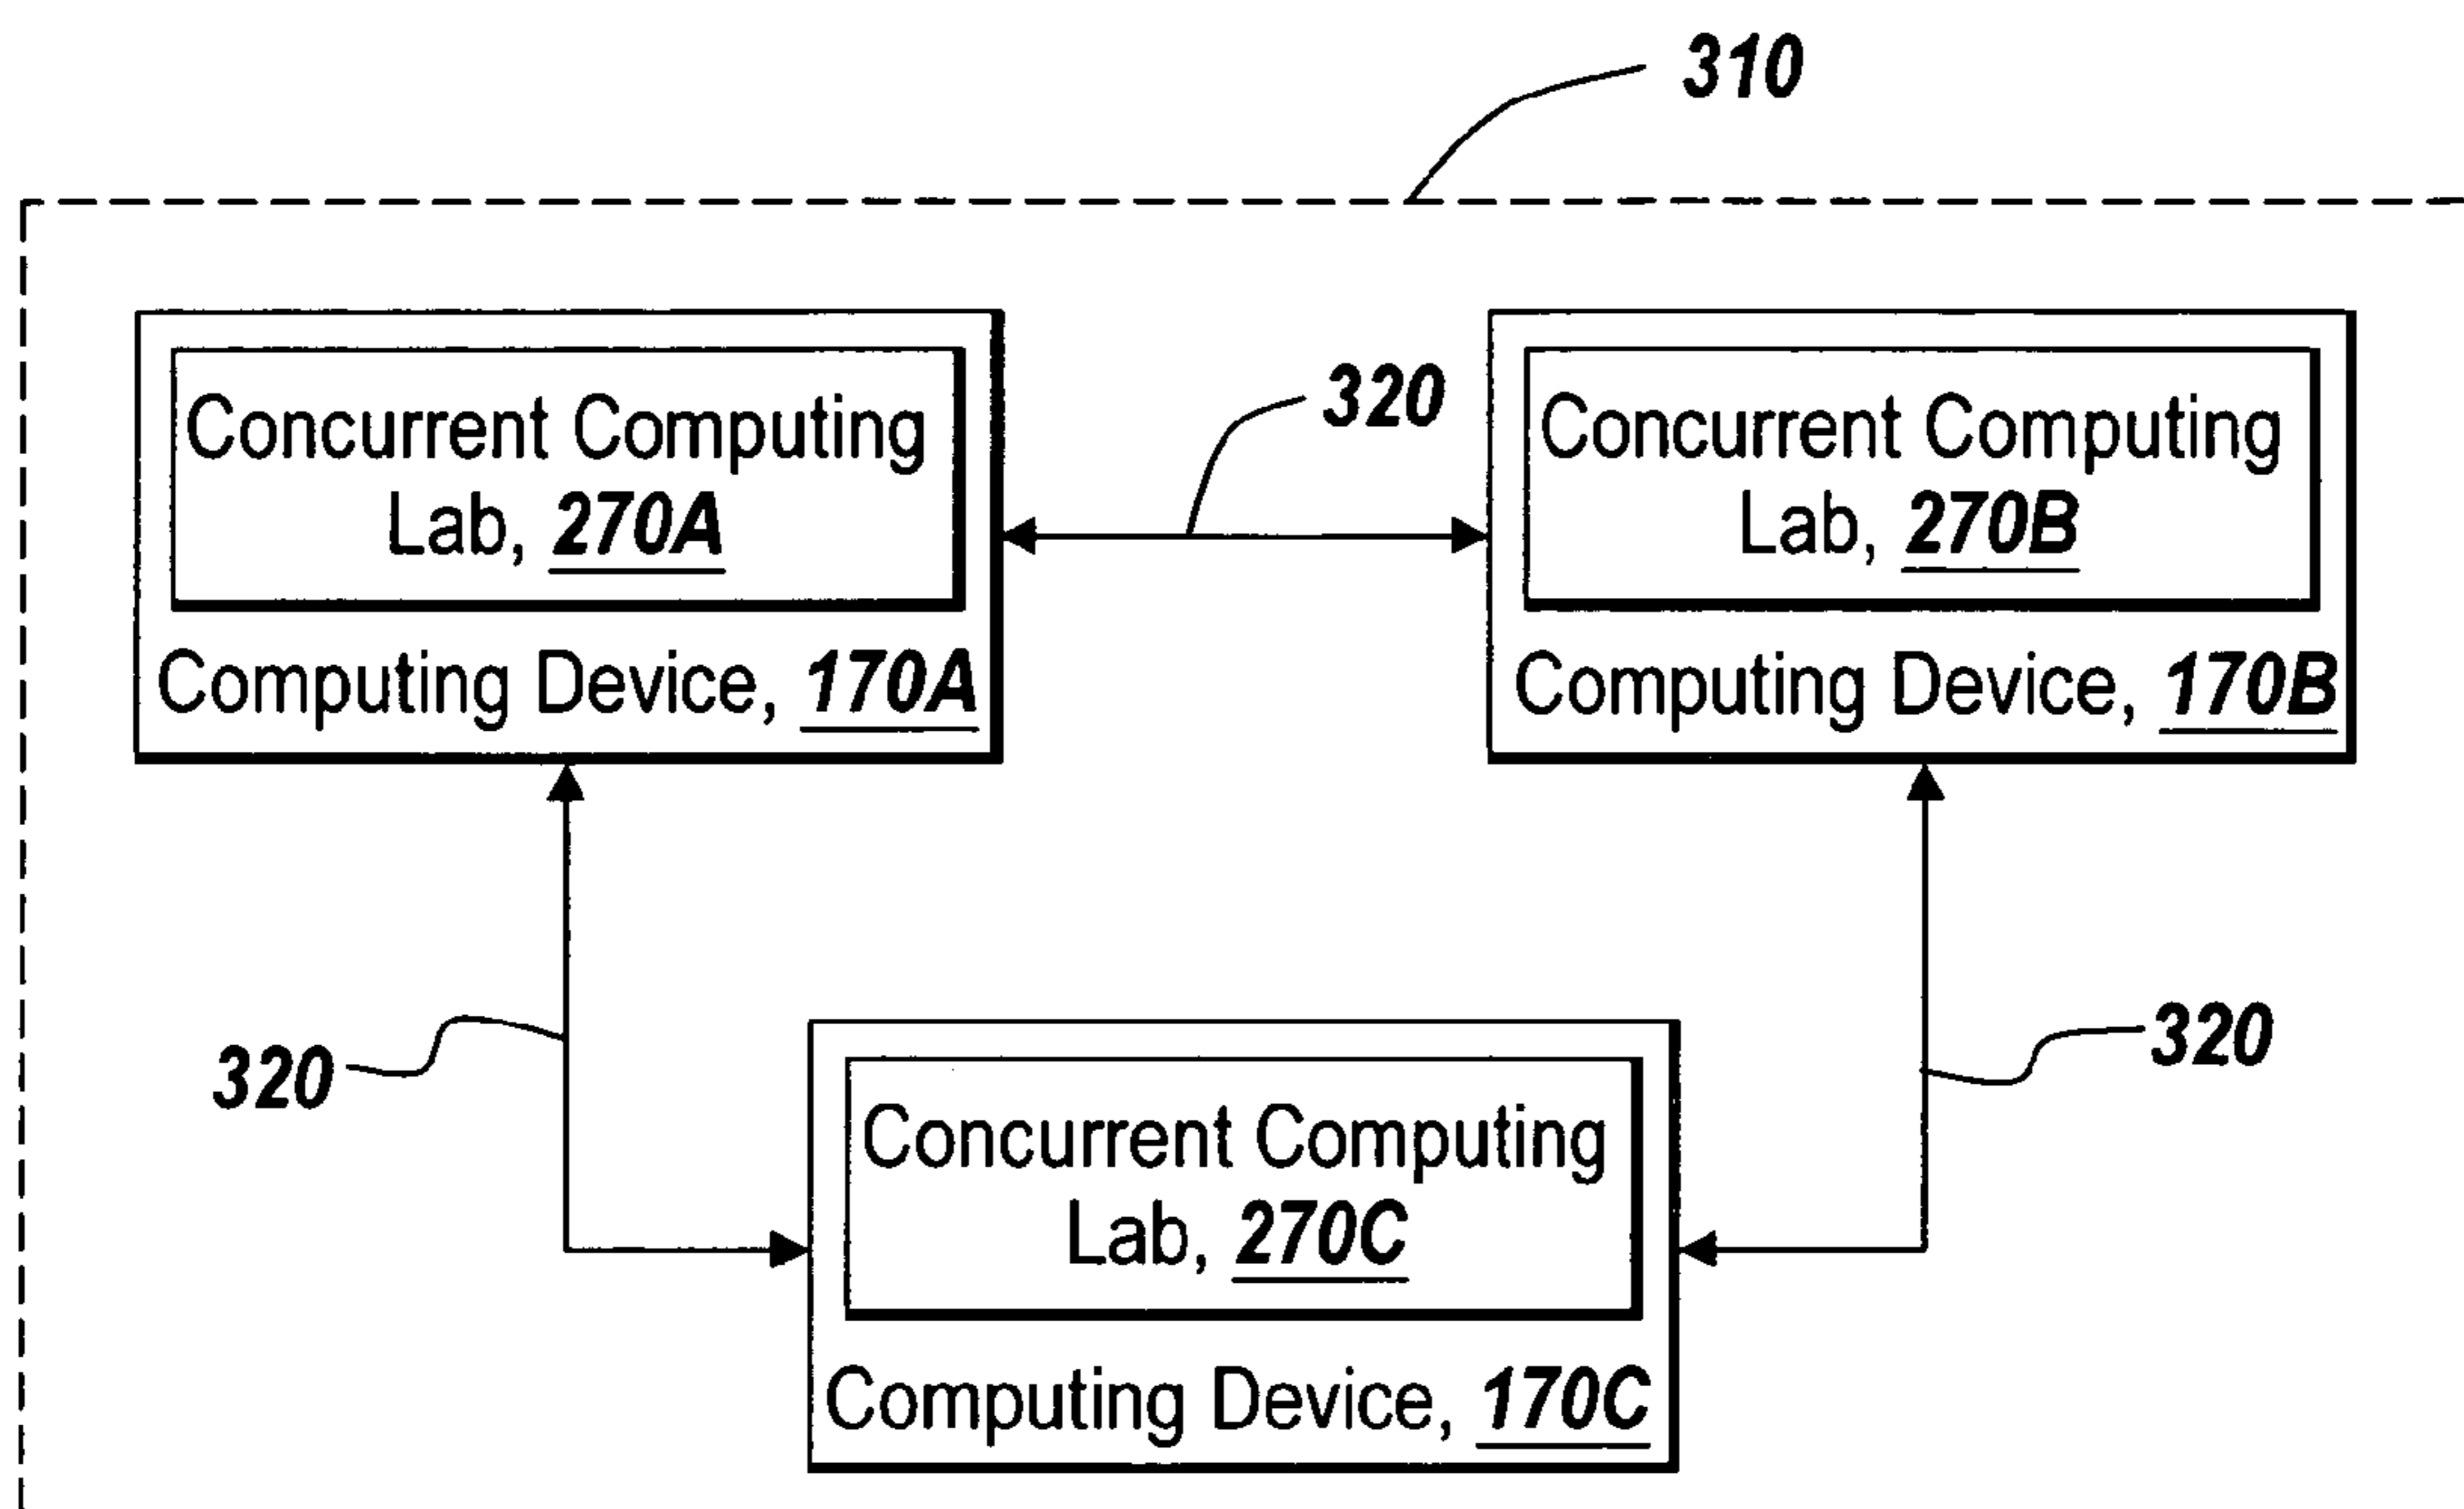 310
320
Concurrent Computing
Lab, 270A
Computing Device, 170A
Concurrent Computing
Lab, 270B
Computing Device, 170B
320
320
Concurrent Computing
Lab, 270C
Computing Device, 170C